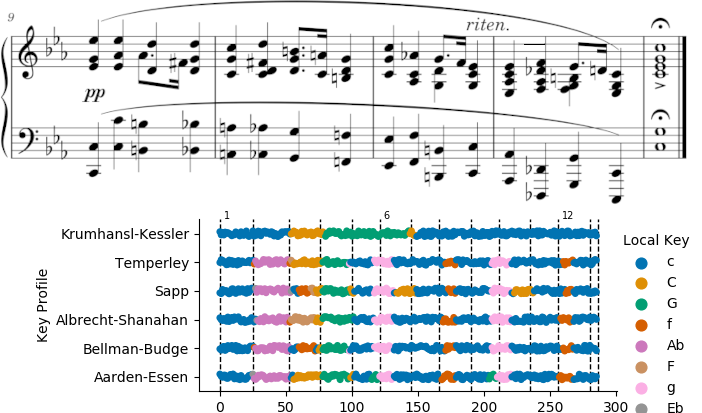 9
riten.
pp
1 6 12
Krumhansl-Kessler
Temperley
Sapp
Albrecht-Shanahan
Bellman-Budge
Aarden-Essen
Key Profile
0 50 100 150 200 250 300
Local Key
c
C
G
f
Ab
F
g
Eb